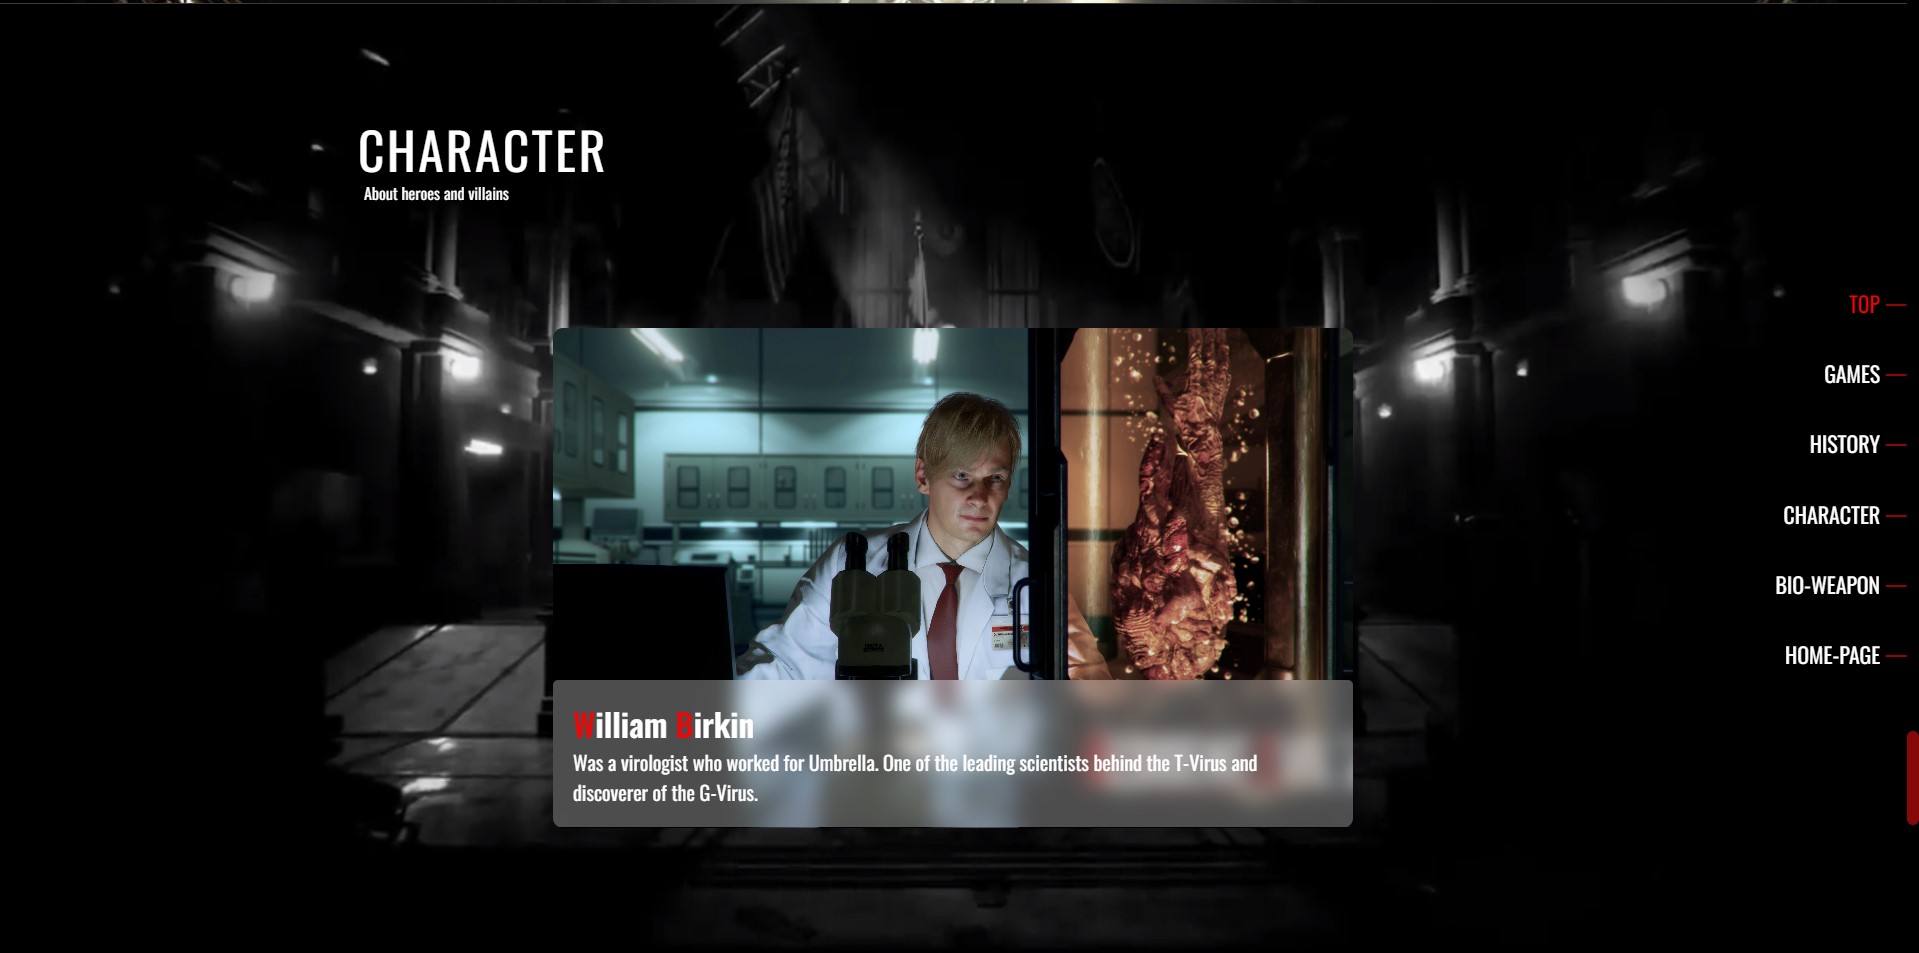 CHARACTER
About heroes and villains
TOP
GAMES
HISTORY
CHARACTER
BIO-WEAPON
HOME-PAGE
William Birkin
Was a virologist who worked for Umbrella. One of the leading scientists behind the T-Virus and
discoverer of the G-Virus.